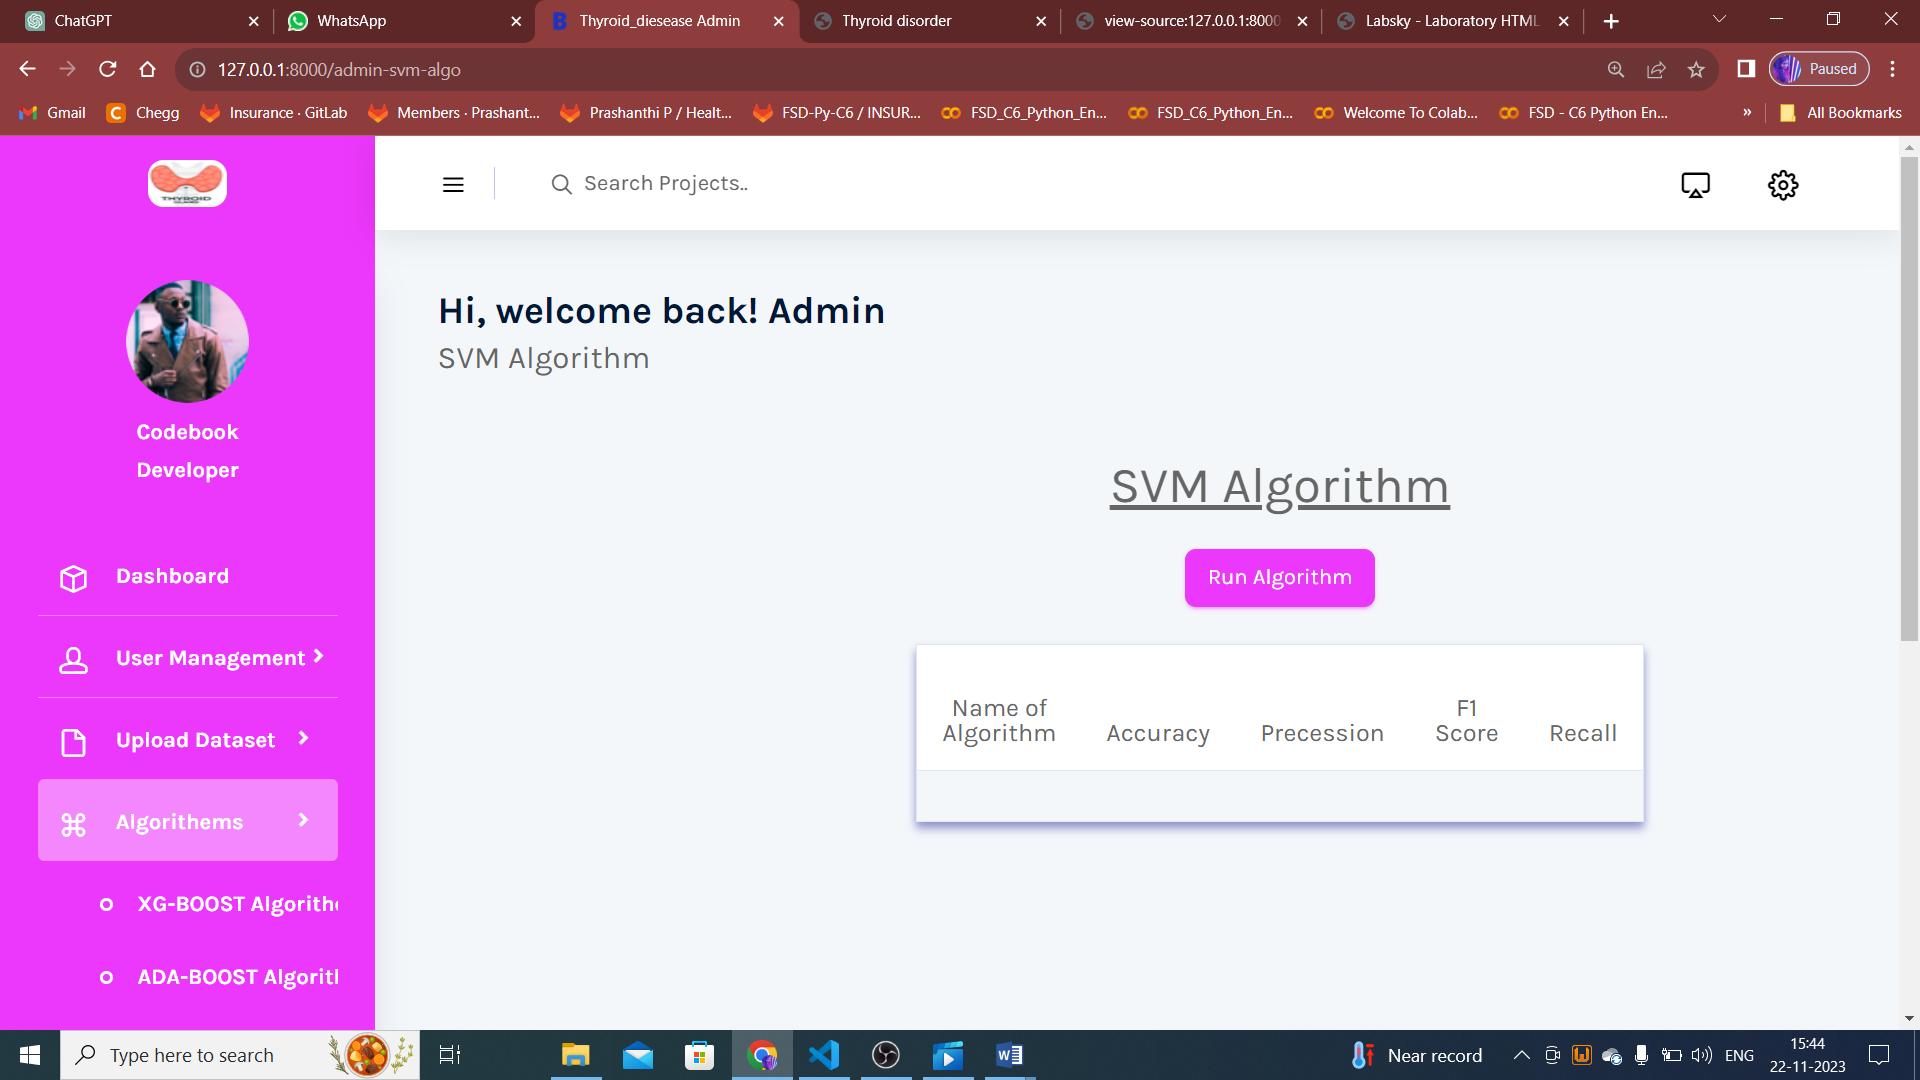 ChatGPT
WhatsApp
Thyroid_diesease Admin
Thyroid disorder
view-source:127.0.0.1:8000
Labsky - Laboratory HTML
127.0.0.1:8000/admin-svm-algo
Paused
Gmail
Chegg
Insurance · GitLab
Members · Prashant...
Prashanthi P / Healt...
FSD-Py-C6 / INSUR...
FSD_C6_Python_En...
FSD_C6_Python_En...
Welcome To Colab...
FSD - C6 Python En...
»
All Bookmarks
THYROID
Search Projects..
Codebook
Developer
Dashboard
User Management
Upload Dataset
Algorithems
XG-BOOST Algorithe
ADA-BOOST Algorit
Hi, welcome back! Admin
SVM Algorithm
SVM Algorithm
Run Algorithm
Name of
Algorithm
Accuracy
Precession
F1
Score
Recall
Type here to search
Near record
ENG
15:44
22-11-2023